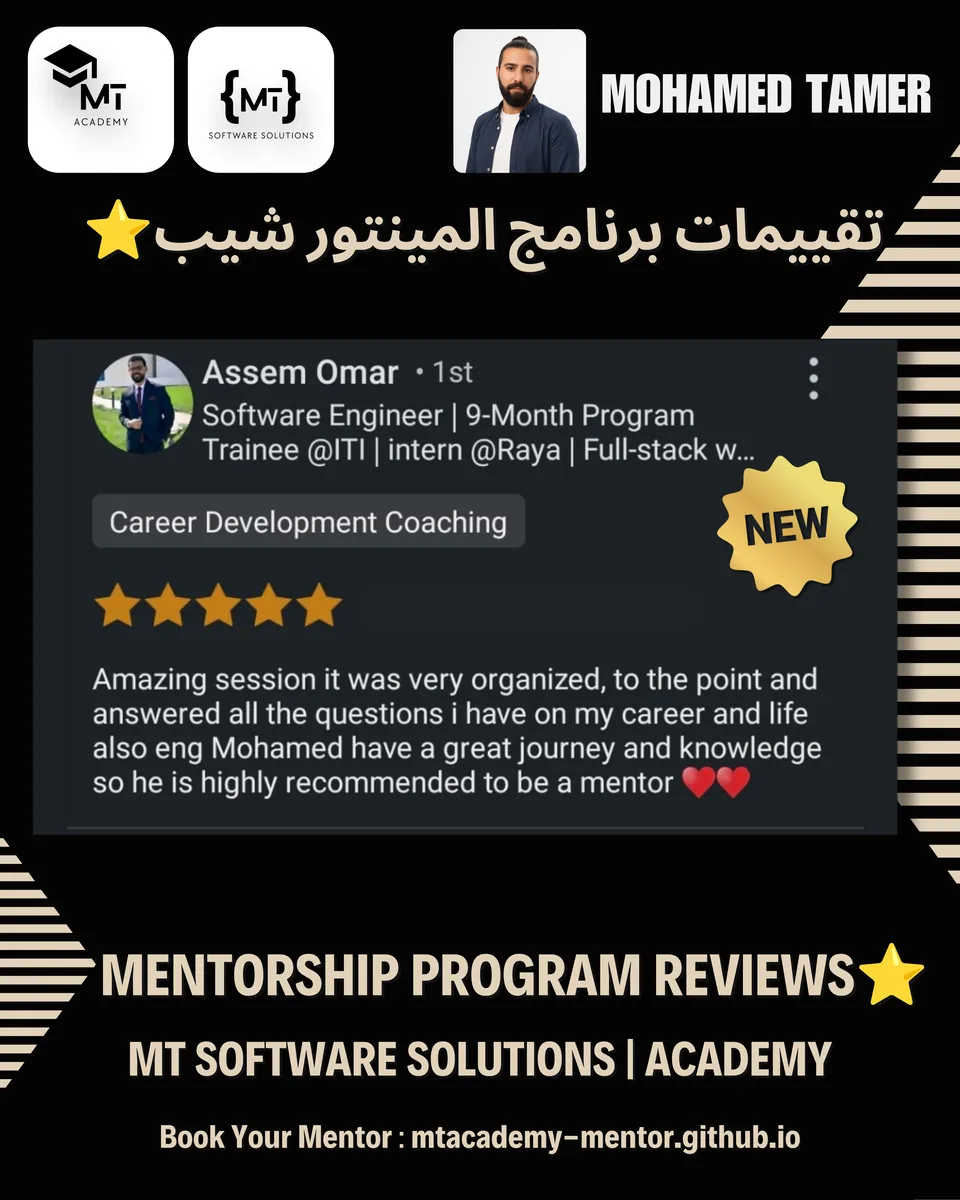 MT
ACADEMY
{MT}
SOFTWARE SOLUTIONS
MOHAMED TAMER
تقييمات برنامج المينتور شيب⭐
Assem Omar • 1st
Software Engineer | 9-Month Program
Trainee @ITI | intern @Raya | Full-stack w...
Career Development Coaching
NEW
Amazing session it was very organized, to the point and
answered all the questions i have on my career and life
also eng Mohamed have a great journey and knowledge
so he is highly recommended to be a mentor ♥️♥️
MENTORSHIP PROGRAM REVIEWS⭐
MT SOFTWARE SOLUTIONS | ACADEMY
Book Your Mentor : mtacademy-mentor.github.io